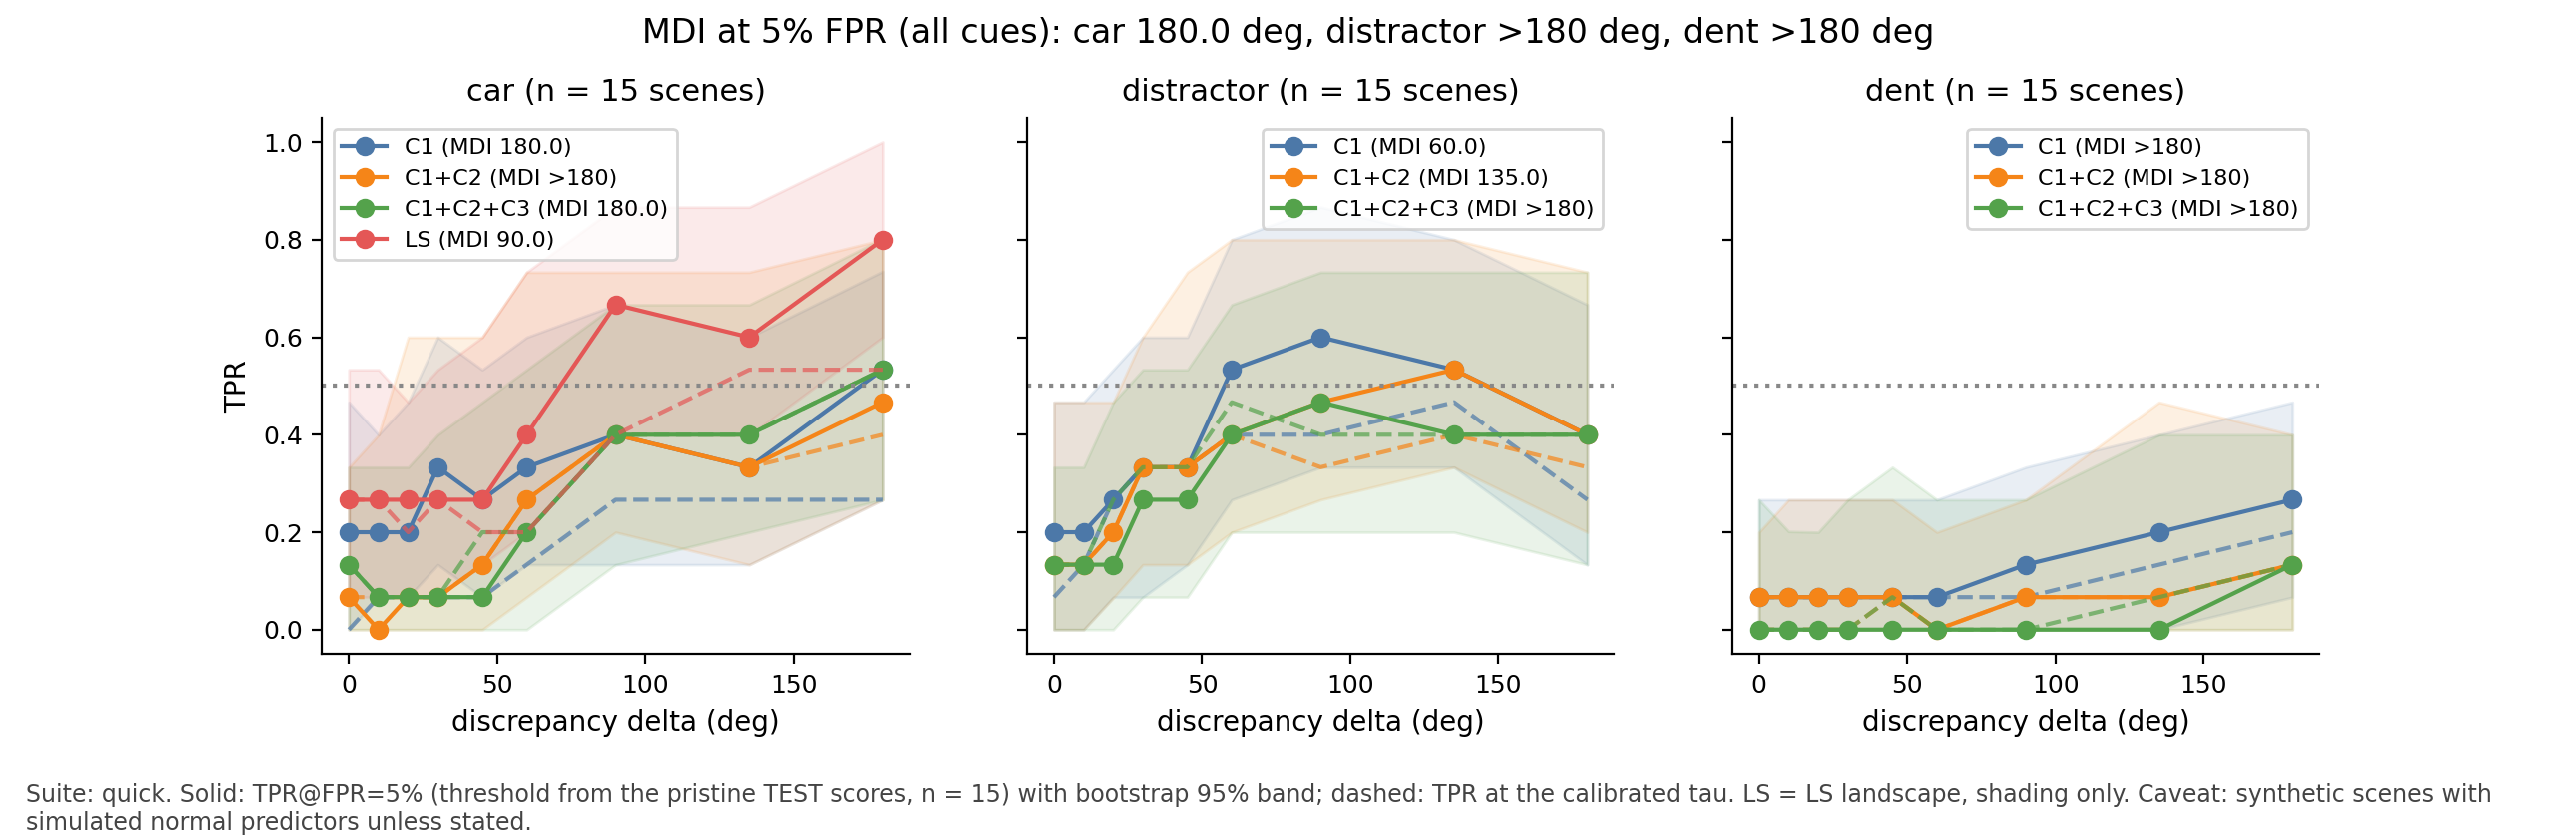 MDI at 5% FPR (all cues): car 180.0 deg, distractor >180 deg, dent >180 deg
car (n = 15 scenes)
C1 (MDI 180.0)
C1+C2 (MDI >180)
C1+C2+C3 (MDI 180.0)
LS (MDI 90.0)
TPR
1.0
0.8
0.6
0.4
0.2
0.0
0 50 100 150
discrepancy delta (deg)
distractor (n = 15 scenes)
C1 (MDI 60.0)
C1+C2 (MDI 135.0)
C1+C2+C3 (MDI >180)
0 50 100 150
discrepancy delta (deg)
dent (n = 15 scenes)
C1 (MDI >180)
C1+C2 (MDI >180)
C1+C2+C3 (MDI >180)
0 50 100 150
discrepancy delta (deg)
Suite: quick. Solid: TPR@FPR=5% (threshold from the pristine TEST scores, n = 15) with bootstrap 95% band; dashed: TPR at the calibrated tau. LS = LS landscape, shading only. Caveat: synthetic scenes with
simulated normal predictors unless stated.